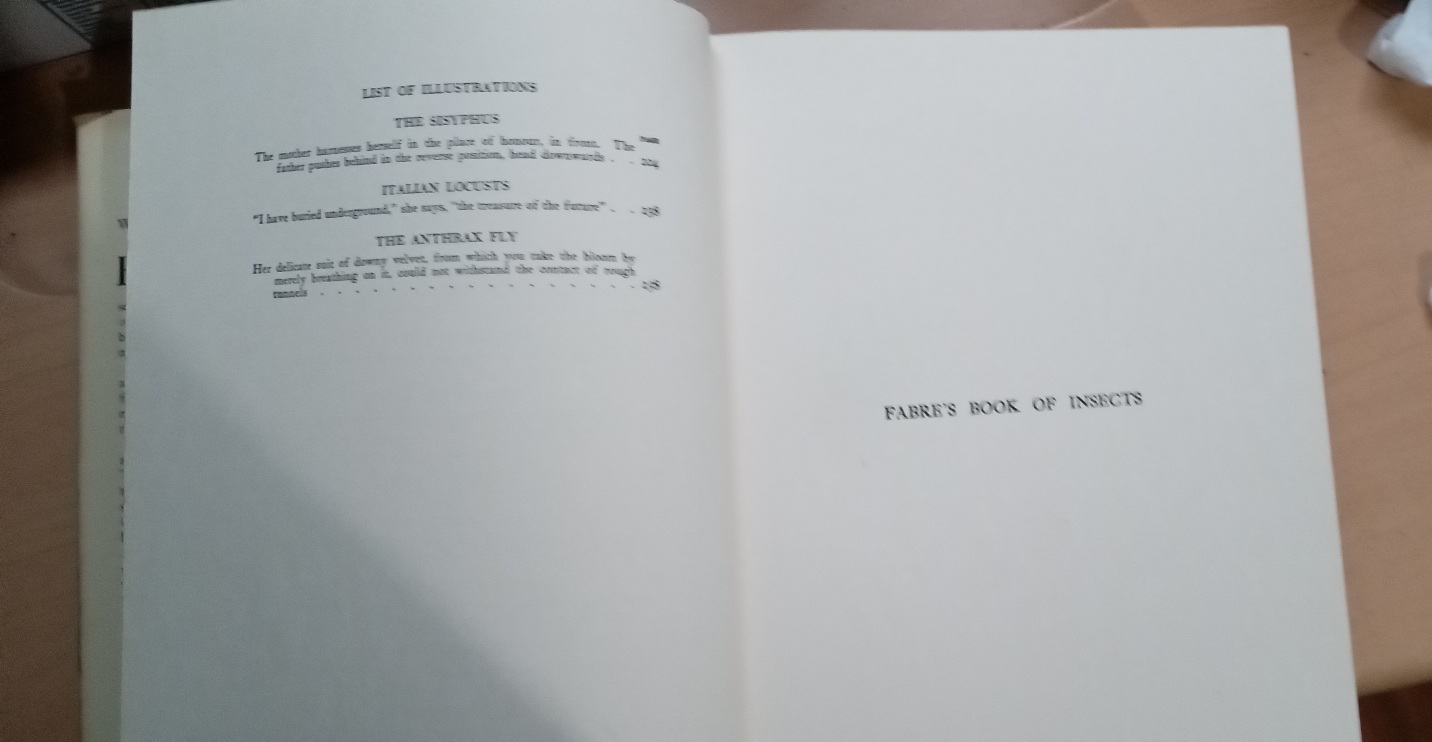 LIST OF ILLUSTRATIONS
THE SISYPHUS
The mother harnesses herself in the place of honour, in front. The
father pushes behind in the reverse position, head downwards . . 224
ITALIAN LOCUSTS
"I have buried underground," she says, "the treasure of the future" . . 238
THE ANTHRAX FLY
Her delicate suit of downy velvet, from which you take the bloom by
merely breathing on it, could not withstand the contact of rough
tunnels . . . . . . . . . . . . . . . . . .
FABRE'S BOOK OF INSECTS